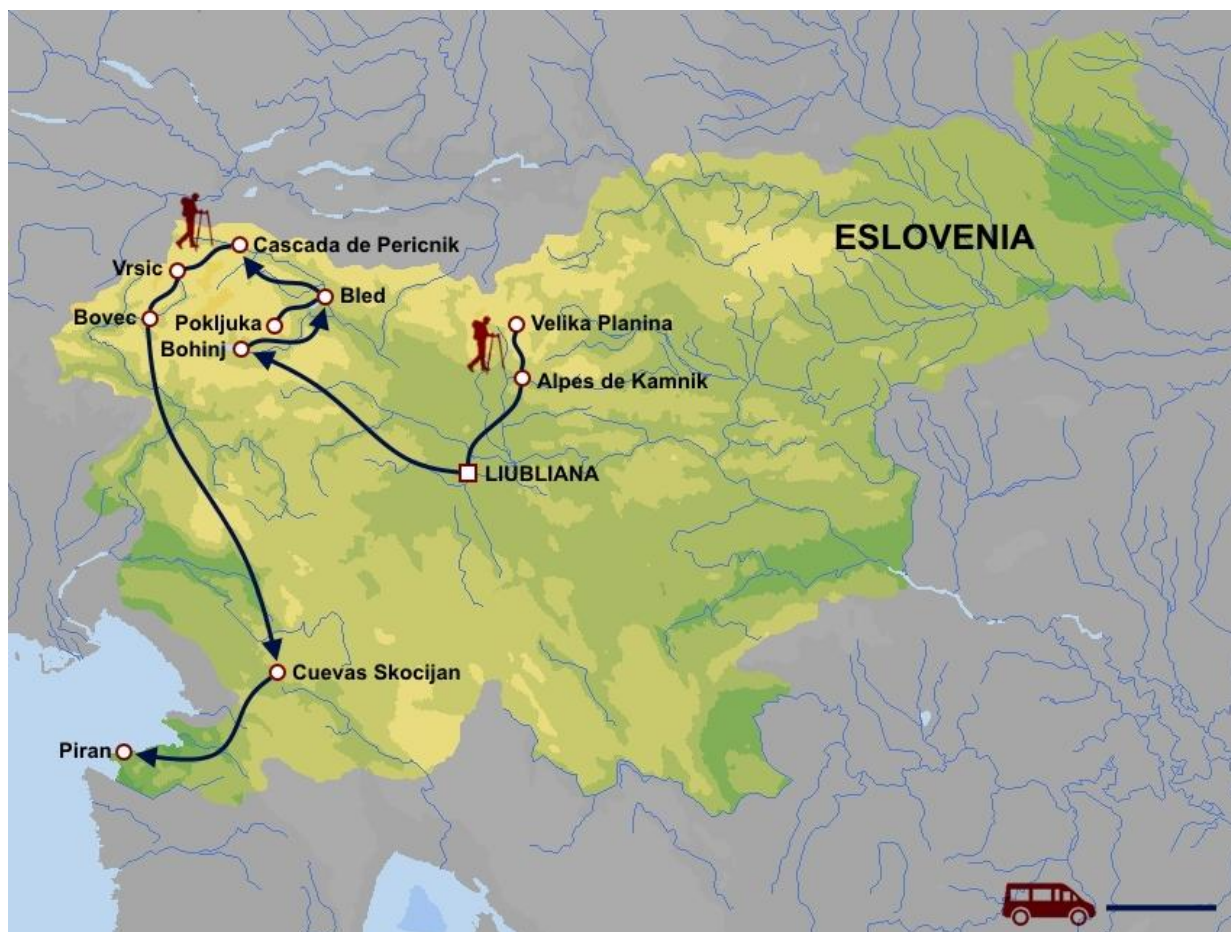 ESLOVENIA
Cascada de Pericnik
Vrsic
Bled
Bovec
Pokljuka
Velika Planina
Bohinj
Alpes de Kamnik
LIUBLIANA
Cuevas Skocijan
Piran